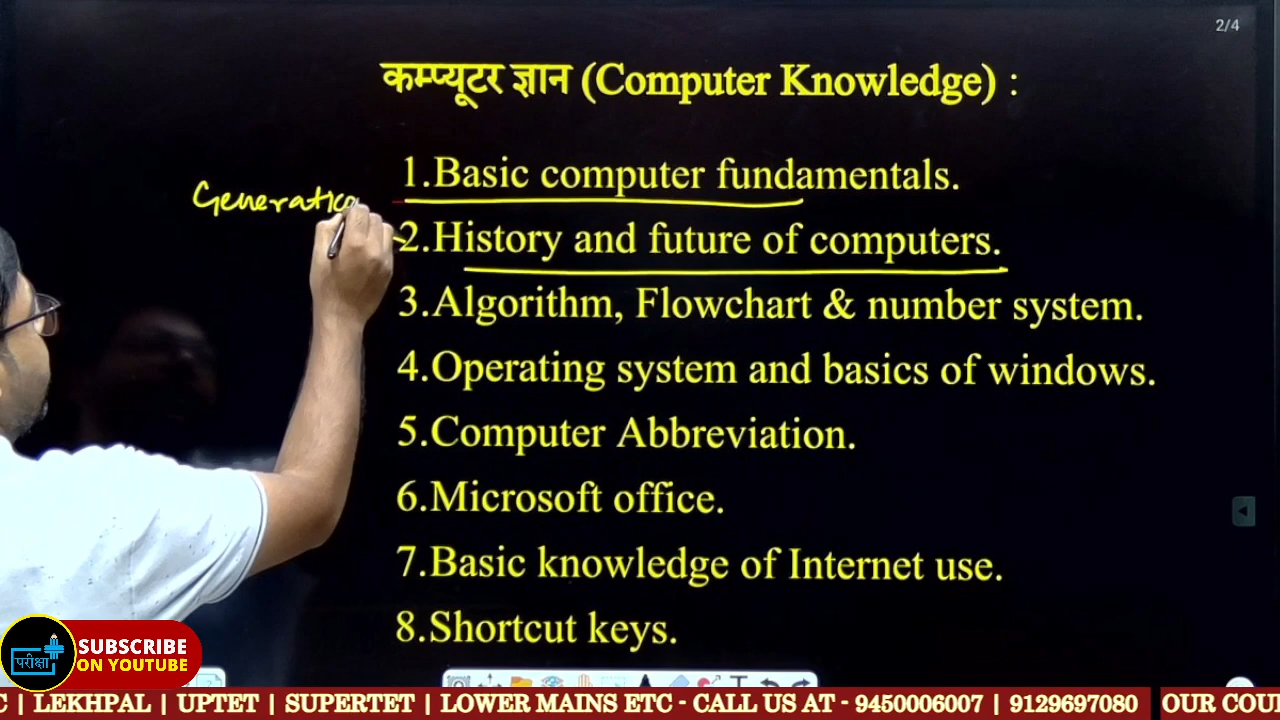 2/4
कम्प्यूटर ज्ञान (Computer Knowledge) :
1.Basic computer fundamentals.
2.History and future of computers.
3.Algorithm, Flowchart & number system.
4.Operating system and basics of windows.
5.Computer Abbreviation.
6.Microsoft office.
7.Basic knowledge of Internet use.
8.Shortcut keys.
परीक्षा
SUBSCRIBE
ON YOUTUBE
C | LEKHPAL | UPTET | SUPERTET | LOWER MAINS ETC - CALL US AT - 9450006007 | 9129697080
OUR